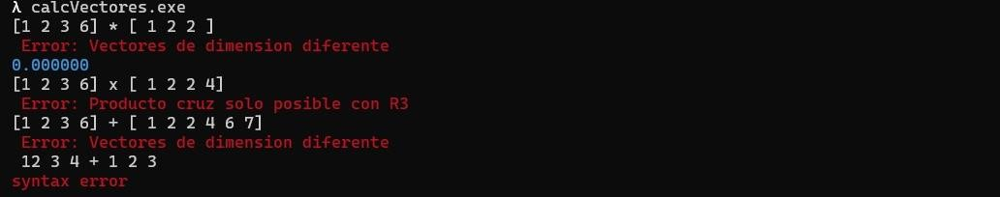 λ calcVectores.exe
[1 2 3 6] * [ 1 2 2 ]
Error: Vectores de dimension diferente
0.000000
[1 2 3 6] x [ 1 2 2 4]
Error: Producto cruz solo posible con R3
[1 2 3 6] + [ 1 2 2 4 6 7]
Error: Vectores de dimension diferente
12 3 4 + 1 2 3
syntax error